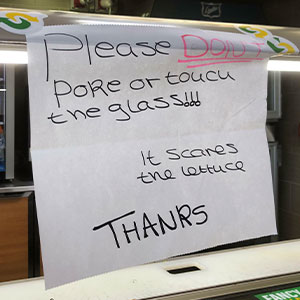 Please DON'T
poke or touch
the glass!!!
It scares
the lettuce
THANKS